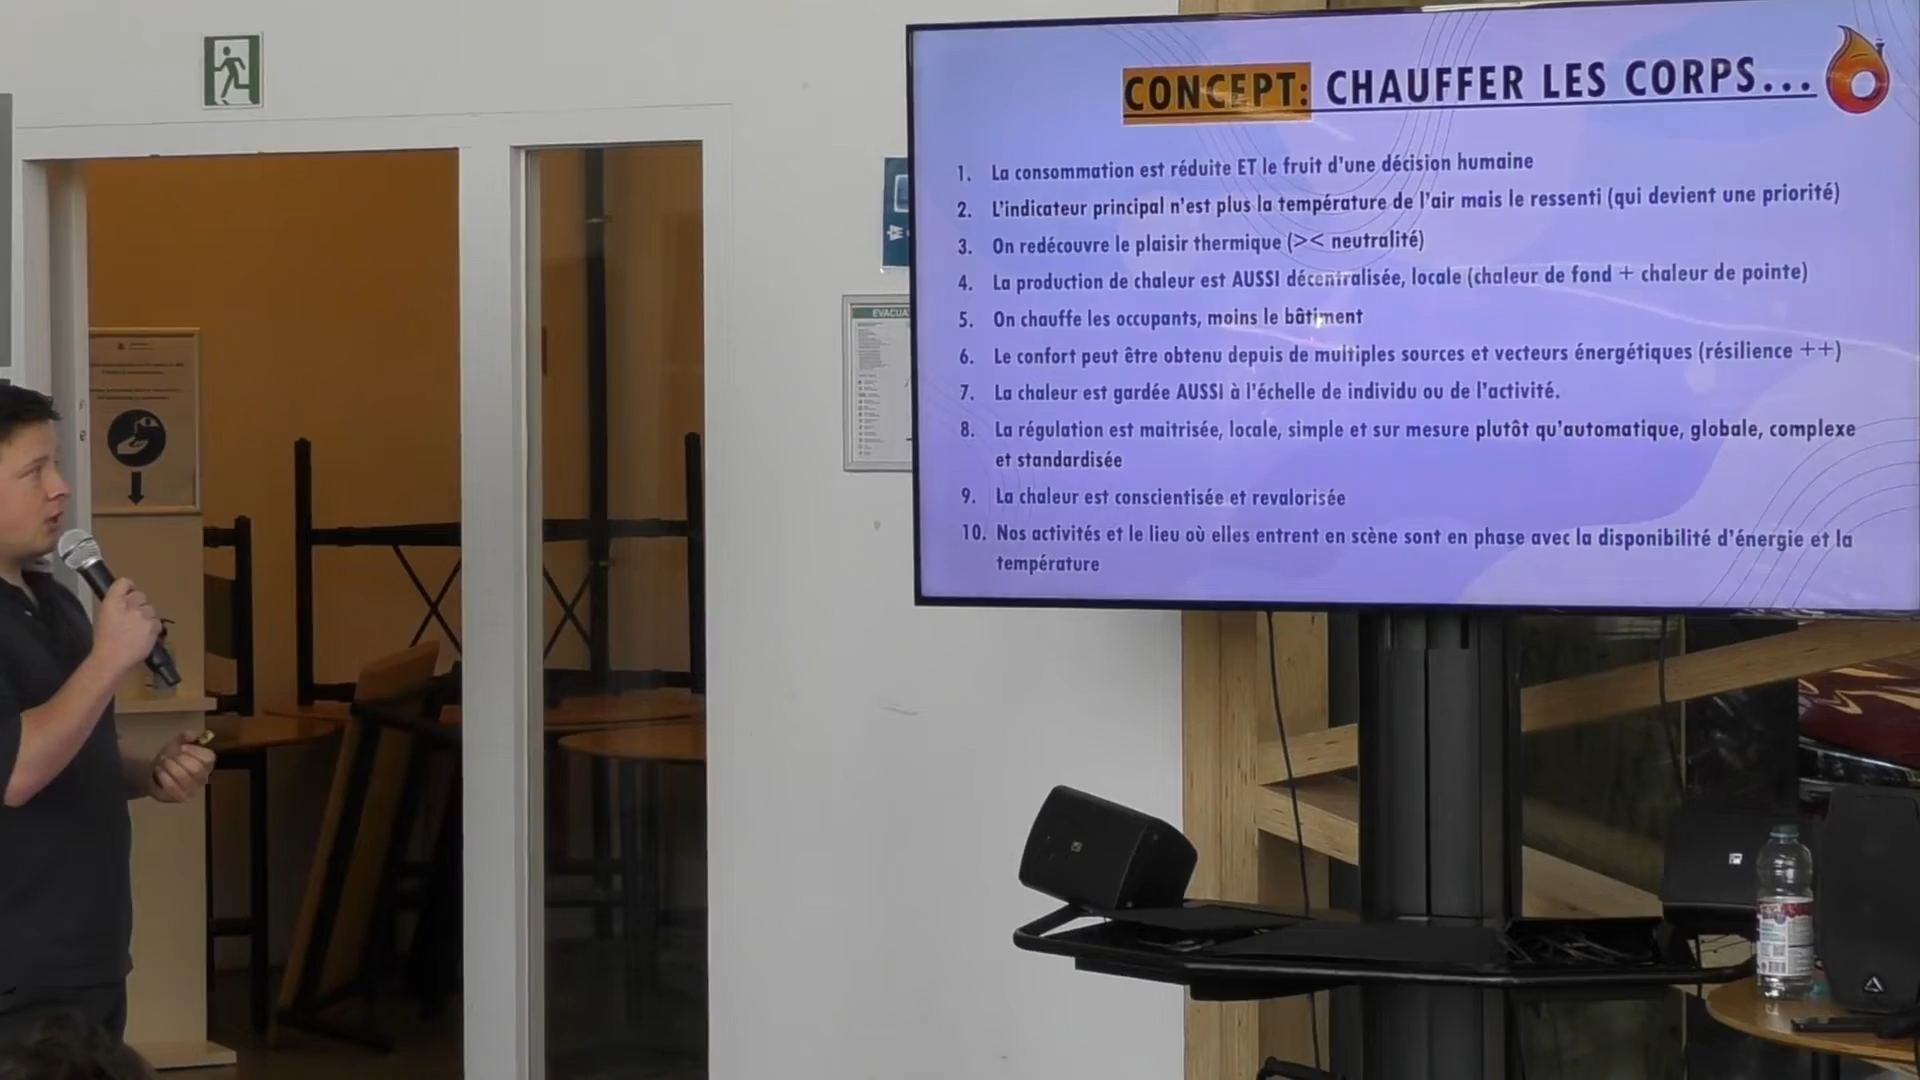 CONCEPT: CHAUFFER LES CORPS...
1. La consommation est réduite ET le fruit d'une décision humaine
2. L'indicateur principal n'est plus la température de l'air mais le ressenti (qui devient une priorité)
3. On redécouvre le plaisir thermique (>< neutralité)
4. La production de chaleur est AUSSI décentralisée, locale (chaleur de fond + chaleur de pointe)
5. On chauffe les occupants, moins le bâtiment
6. Le confort peut être obtenu depuis de multiples sources et vecteurs énergétiques (résilience ++)
7. La chaleur est gardée AUSSI à l'échelle de individu ou de l'activité.
8. La régulation est maitrisée, locale, simple et sur mesure plutôt qu'automatique, globale, complexe
et standardisée
9. La chaleur est conscientisée et revalorisée
10. Nos activités et le lieu où elles entrent en scène sont en phase avec la disponibilité d'énergie et la
température
EVACUA